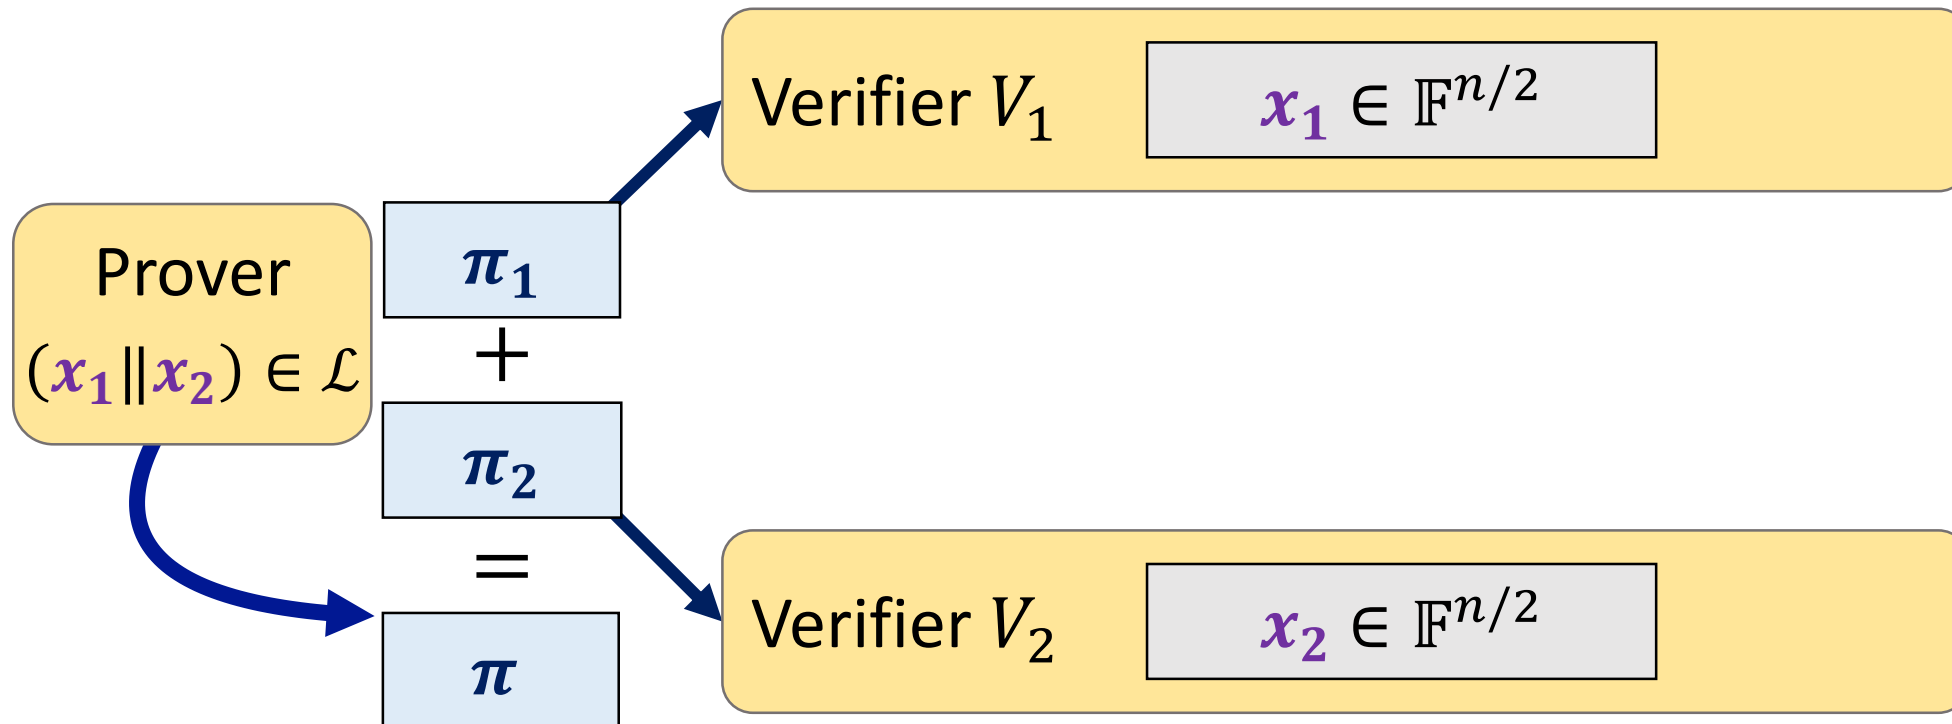 Verifier V₁
x₁ ∈ 𝔽^{n/2}
Prover
(x₁‖x₂) ∈ ℒ
π₁
+
π₂
=
π
Verifier V₂
x₂ ∈ 𝔽^{n/2}